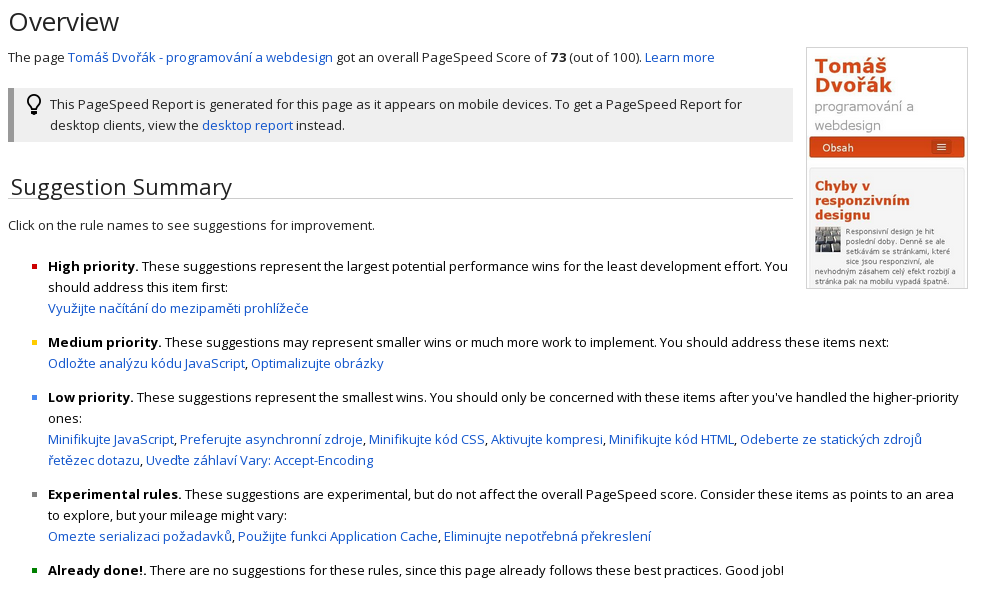 Overview
The page Tomáš Dvořák - programování a webdesign got an overall PageSpeed Score of 73 (out of 100). Learn more
This PageSpeed Report is generated for this page as it appears on mobile devices. To get a PageSpeed Report for
desktop clients, view the desktop report instead.
Tomáš
Dvořák
programování a
webdesign
Obsah
Chyby v
responzivním
designu
Responsivní design je hit
poslední doby. Denně se ale
setkávám se stránkami, které
sice jsou responzivní, ale
nevhodným zásahem celý efekt rozbijí a
stránka pak na mobilu vypadá špatně.
Suggestion Summary
Click on the rule names to see suggestions for improvement.
High priority. These suggestions represent the largest potential performance wins for the least development effort. You
should address this item first:
Využijte načítání do mezipaměti prohlížeče
Medium priority. These suggestions may represent smaller wins or much more work to implement. You should address these items next:
Odložte analýzu kódu JavaScript, Optimalizujte obrázky
Low priority. These suggestions represent the smallest wins. You should only be concerned with these items after you've handled the higher-priority
ones:
Minifikujte JavaScript, Preferujte asynchronní zdroje, Minifikujte kód CSS, Aktivujte kompresi, Minifikujte kód HTML, Odeberte ze statických zdrojů
řetězec dotazu, Uveďte záhlaví Vary: Accept-Encoding
Experimental rules. These suggestions are experimental, but do not affect the overall PageSpeed score. Consider these items as points to an area
to explore, but your mileage might vary:
Omezte serializaci požadavků, Použijte funkci Application Cache, Eliminujte nepotřebná překreslení
Already done!. There are no suggestions for these rules, since this page already follows these best practices. Good job!